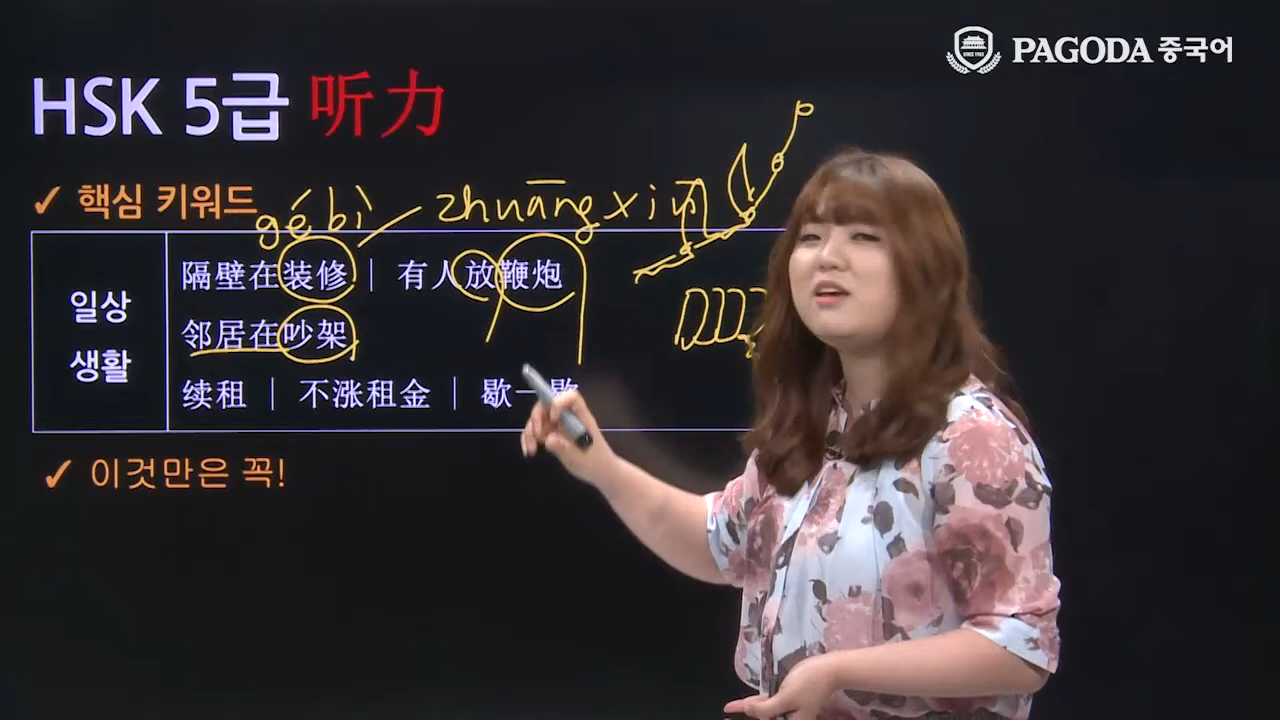 PAGODA 중국어
HSK 5급 听力
✓ 핵심 키워드
gébì zhuāngxiū
일상
생활
隔壁在装修 | 有人放鞭炮
邻居在吵架
续租 | 不涨租金 | 歇一歇
✓ 이것만은 꼭!